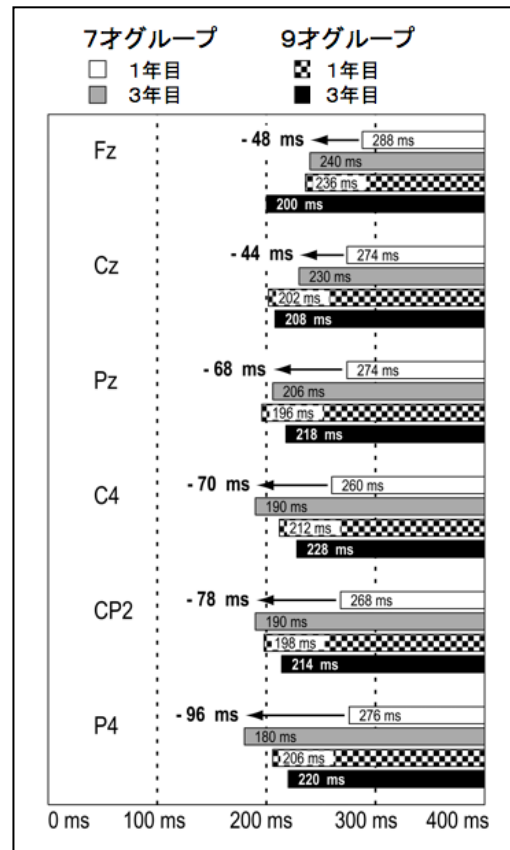 7才グループ 9才グループ
1年目 1年目
3年目 3年目
Fz - 48 ms 288 ms
240 ms
236 ms
200 ms
Cz - 44 ms 274 ms
230 ms
202 ms
208 ms
Pz - 68 ms 274 ms
206 ms
196 ms
218 ms
C4 - 70 ms 260 ms
190 ms
212 ms
228 ms
CP2 - 78 ms 268 ms
190 ms
198 ms
214 ms
P4 - 96 ms 276 ms
180 ms
206 ms
220 ms
0 ms 100 ms 200 ms 300 ms 400 ms